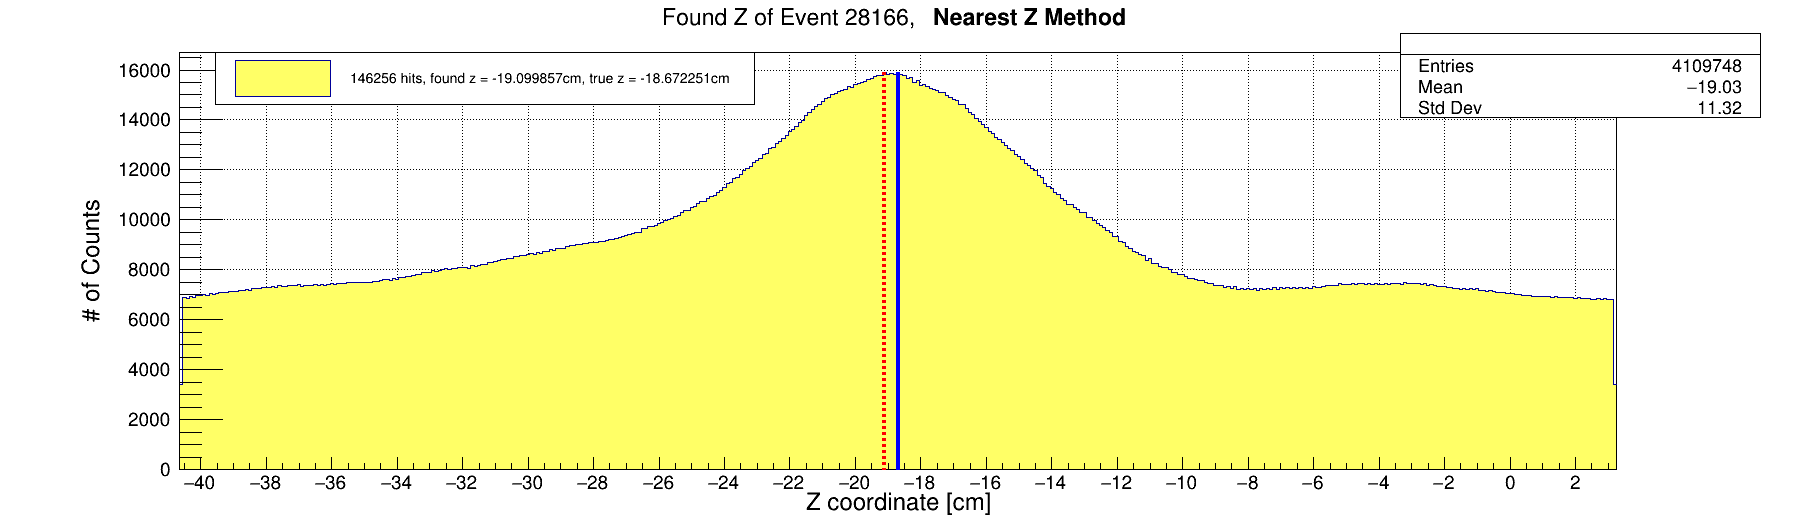 Found Z of Event 28166, Nearest Z Method
146256 hits, found z = -19.099857cm, true z = -18.672251cm
Entries 4109748
Mean −19.03
Std Dev 11.32
# of Counts
16000
14000
12000
10000
8000
6000
4000
2000
0
−40 −38 −36 −34 −32 −30 −28 −26 −24 −22 −20 −18 −16 −14 −12 −10 −8 −6 −4 −2 0 2
Z coordinate [cm]